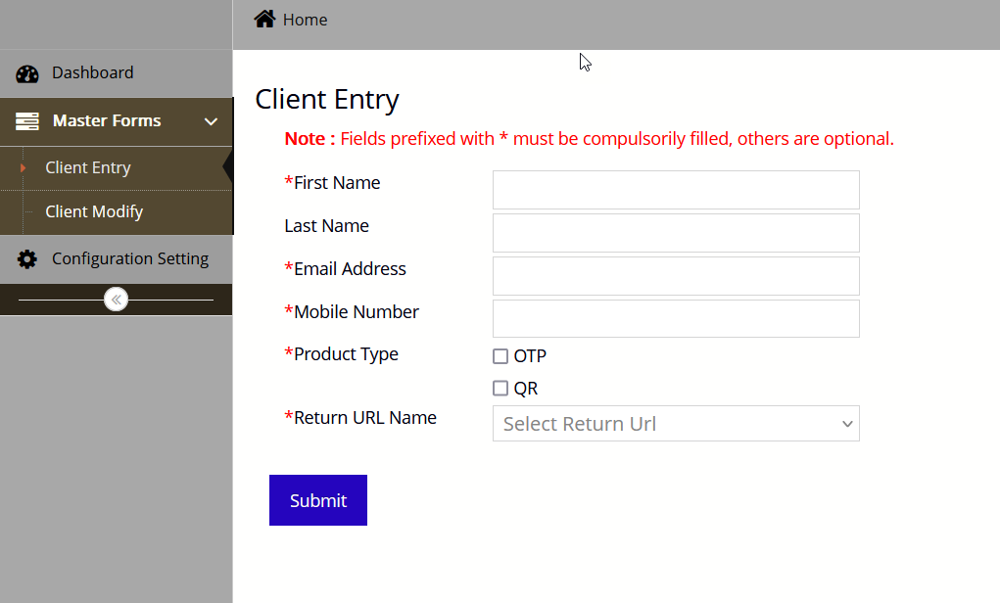 Home
Dashboard
Master Forms
Client Entry
Client Modify
Configuration Setting
Client Entry
Note : Fields prefixed with * must be compulsorily filled, others are optional.
*First Name
Last Name
*Email Address
*Mobile Number
*Product Type
OTP
QR
*Return URL Name
Select Return Url
Submit